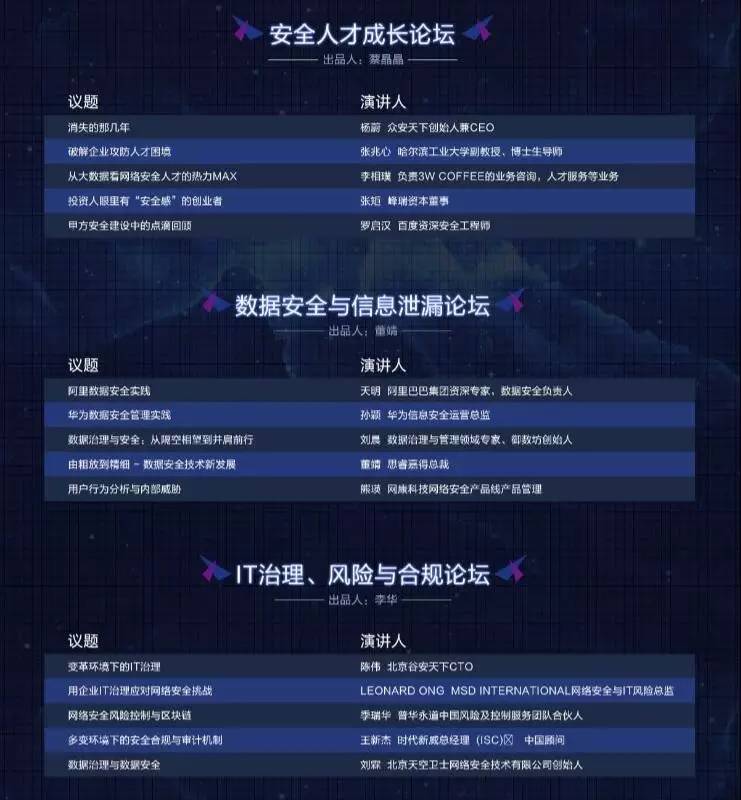 安全人才成长论坛
出品人：蔡晶晶
议题 演讲人
消失的那几年 杨蔚 众安天下创始人兼CEO
破解企业攻防人才困境 张兆心 哈尔滨工业大学副教授、博士生导师
从大数据看网络安全人才的热力MAX 李相璞 负责3W COFFEE的业务咨询，人才服务等业务
投资人眼里有“安全感”的创业者 张矩 峰瑞资本董事
甲方安全建设中的点滴回顾 罗启汉 百度资深安全工程师
数据安全与信息泄漏论坛
出品人：董靖
议题 演讲人
阿里数据安全实践 天明 阿里巴巴集团资深专家、数据安全负责人
华为数据安全管理实践 孙颖 华为信息安全运营总监
数据治理与安全：从隔空相望到并肩前行 刘晨 数据治理与管理领域专家、御数坊创始人
由粗放到精细 – 数据安全技术新发展 董靖 思睿嘉得总裁
用户行为分析与内部威胁 熊瑛 网康科技网络安全产品线产品管理
IT治理、风险与合规论坛
出品人：李华
议题 演讲人
变革环境下的IT治理 陈伟 北京谷安天下CTO
用企业IT治理应对网络安全挑战 LEONARD ONG MSD INTERNATIONAL网络安全与IT风险总监
网络安全风险控制与区块链 季瑞华 普华永道中国风险及控制服务团队合伙人
多变环境下的安全合规与审计机制 王新杰 时代新威总经理 (ISC) 中国顾问
数据治理与数据安全 刘霖 北京天空卫士网络安全技术有限公司创始人